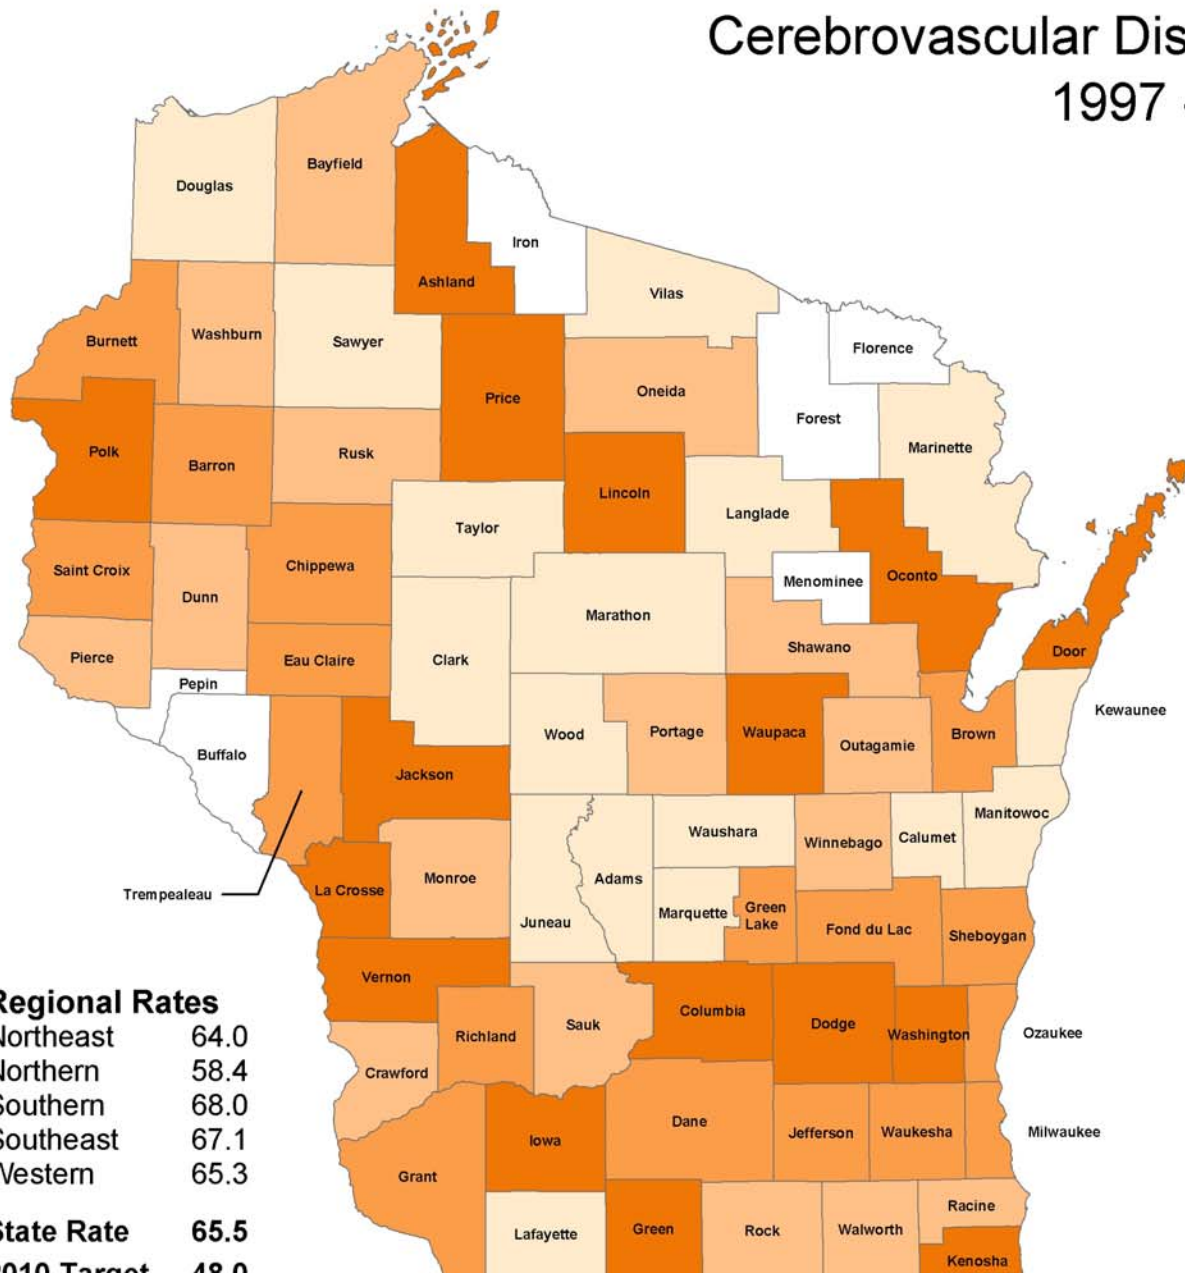 Cerebrovascular Dis
1997
Bayfield
Douglas
Iron
Ashland
Vilas
Burnett
Washburn
Sawyer
Florence
Price
Oneida
Forest
Polk
Barron
Rusk
Marinette
Lincoln
Langlade
Taylor
Saint Croix
Chippewa
Dunn
Menominee
Oconto
Marathon
Pierce
Eau Claire
Clark
Shawano
Door
Pepin
Kewaunee
Buffalo
Wood
Portage
Waupaca
Outagamie
Brown
Jackson
Manitowoc
Waushara
Winnebago
Calumet
Trempealeau
La Crosse
Monroe
Adams
Juneau
Marquette
Green
Lake
Fond du Lac
Sheboygan
Vernon
Columbia
Dodge
Washington
Ozaukee
Richland
Sauk
Crawford
Dane
Iowa
Jefferson
Waukesha
Milwaukee
Grant
Lafayette
Green
Rock
Walworth
Racine
Kenosha
Regional Rates
Northeast 64.0
Northern 58.4
Southern 68.0
Southeast 67.1
Western 65.3
State Rate 65.5
2010 Target 48.0